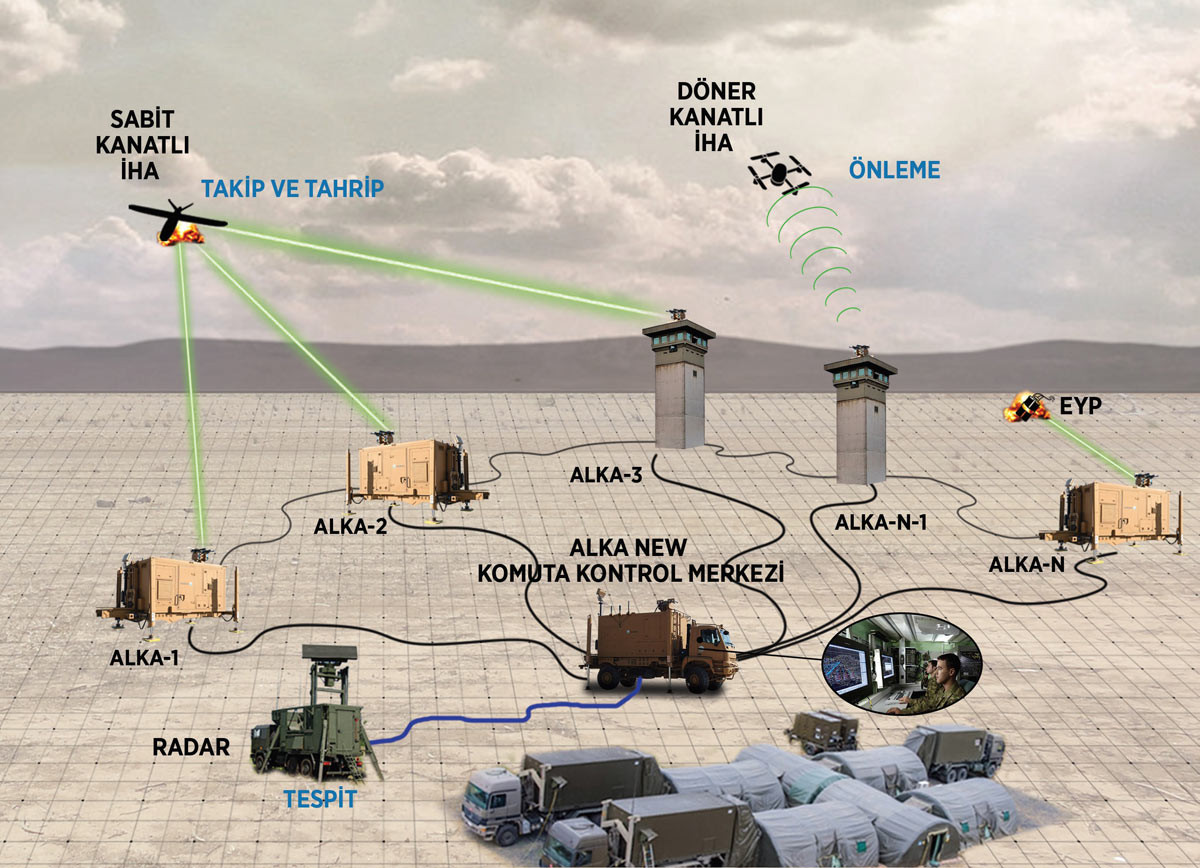 SABİT
KANATLI
İHA
TAKİP VE TAHRİP
DÖNER
KANATLI
İHA
ÖNLEME
EYP
ALKA-3
ALKA-2
ALKA-N-1
ALKA NEW
KOMUTA KONTROL MERKEZİ
ALKA-N
ALKA-1
RADAR
TESPİT